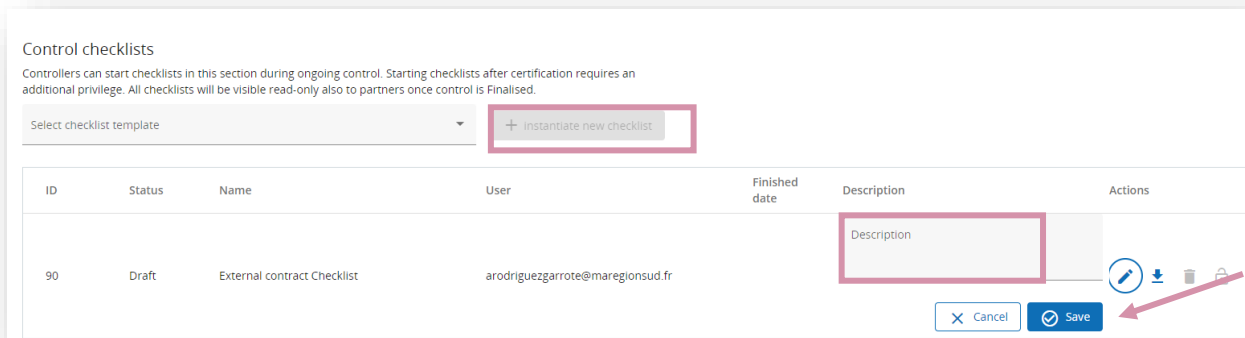 Control checklists
Controllers can start checklists in this section during ongoing control. Starting checklists after certification requires an
additional privilege. All checklists will be visible read-only also to partners once control is Finalised.
Select checklist template
+ instantiate new checklist
ID Status Name User Finished date Description Actions
Description
90 Draft External contract Checklist arodriguezgarrote@maregionsud.fr
Cancel Save